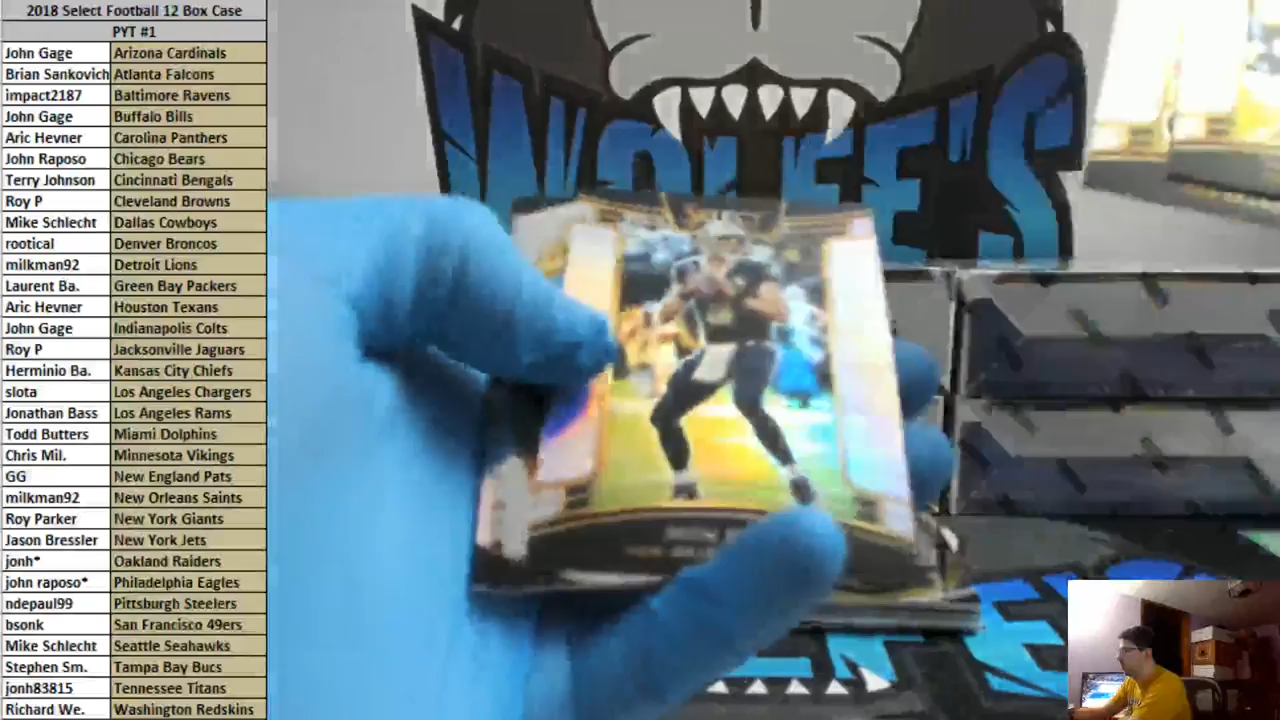 2018 Select Football 12 Box Case
PYT #1
John Gage Arizona Cardinals
Brian Sankovich Atlanta Falcons
impact2187 Baltimore Ravens
John Gage Buffalo Bills
Aric Hevner Carolina Panthers
John Raposo Chicago Bears
Terry Johnson Cincinnati Bengals
Roy P Cleveland Browns
Mike Schlecht Dallas Cowboys
rootical Denver Broncos
milkman92 Detroit Lions
Laurent Ba. Green Bay Packers
Aric Hevner Houston Texans
John Gage Indianapolis Colts
Roy P Jacksonville Jaguars
Herminio Ba. Kansas City Chiefs
slota Los Angeles Chargers
Jonathan Bass Los Angeles Rams
Todd Butters Miami Dolphins
Chris Mil. Minnesota Vikings
GG New England Pats
milkman92 New Orleans Saints
Roy Parker New York Giants
Jason Bressler New York Jets
jonh* Oakland Raiders
john raposo* Philadelphia Eagles
ndepaul99 Pittsburgh Steelers
bsonk San Francisco 49ers
Mike Schlecht Seattle Seahawks
Stephen Sm. Tampa Bay Bucs
jonh83815 Tennessee Titans
Richard We. Washington Redskins
WOLFE'S